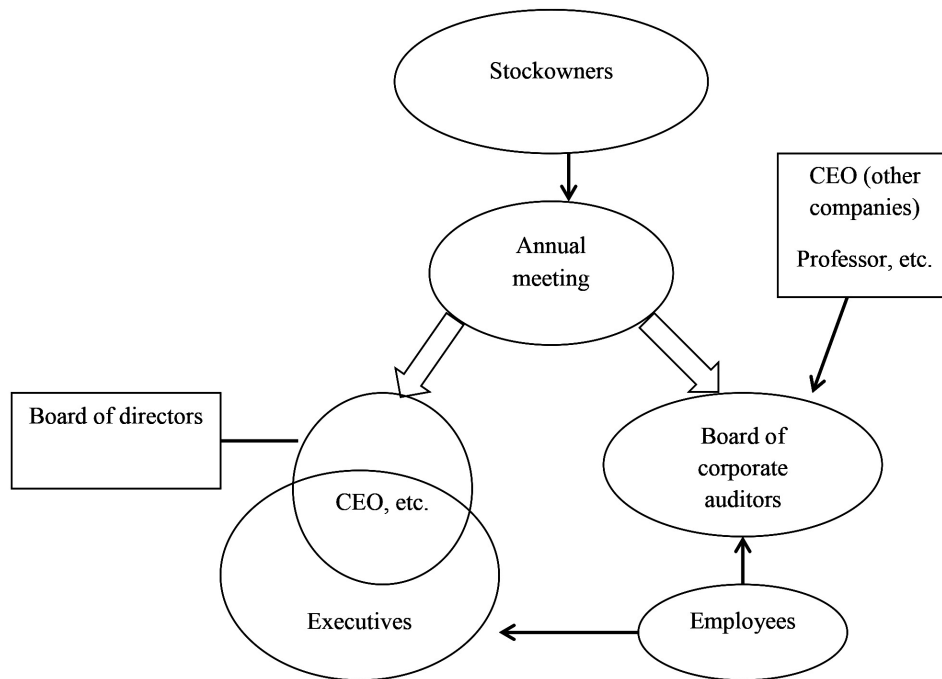 Stockowners
CEO (other
companies)
Professor, etc.
Annual
meeting
Board of directors
Board of
corporate
auditors
CEO, etc.
Executives
Employees